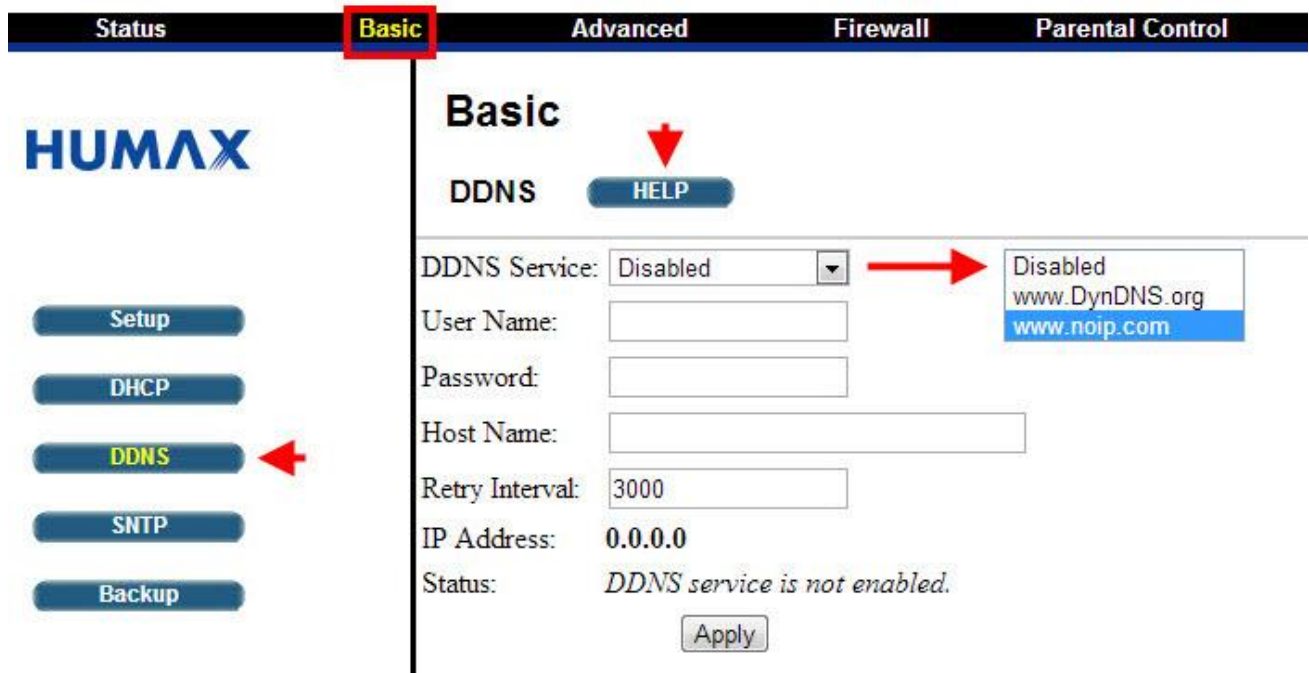 Status Basic Advanced Firewall Parental Control
HUMAX
Setup
DHCP
DDNS
SNTP
Backup
Basic
DDNS HELP
DDNS Service: Disabled
Disabled
www.DynDNS.org
www.noip.com
User Name:
Password:
Host Name:
Retry Interval: 3000
IP Address: 0.0.0.0
Status: DDNS service is not enabled.
Apply